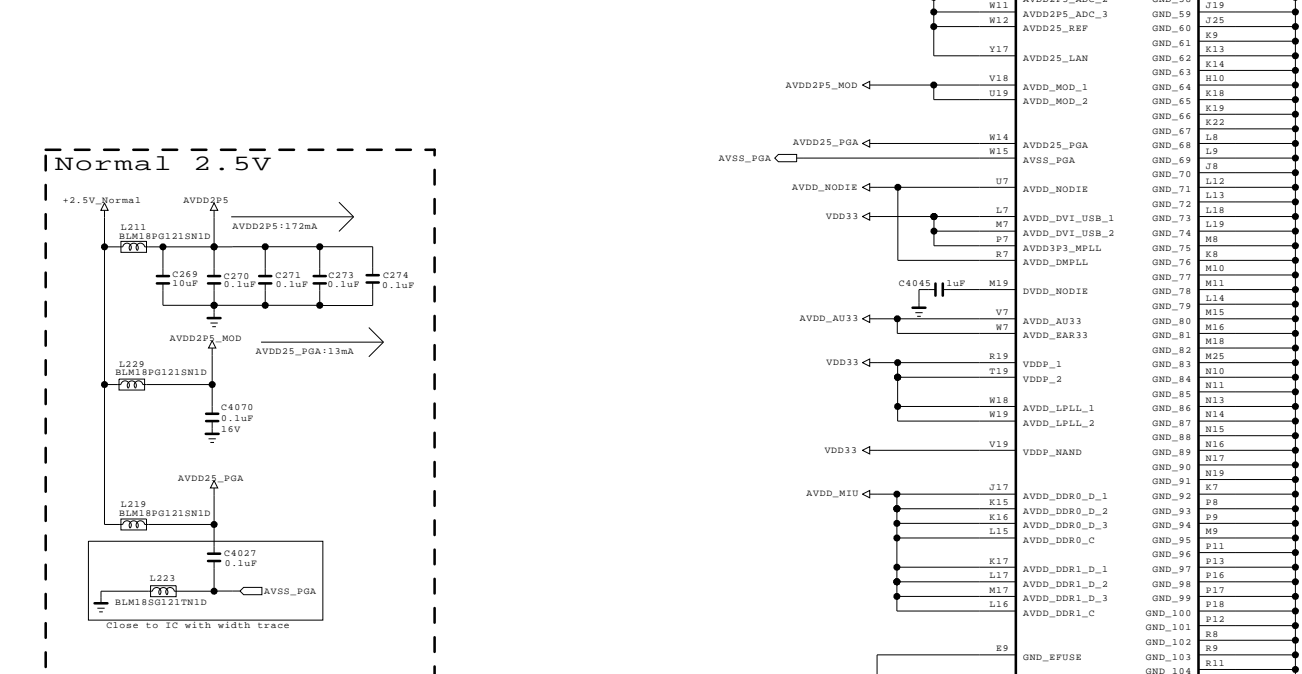 Normal 2.5V
+2.5V_Normal
AVDD2P5
AVDD2P5:172mA
L211
BLM18PG121SN1D
C269
10uF
C270
0.1uF
C271
0.1uF
C273
0.1uF
C274
0.1uF
AVDD2P5_MOD
AVDD25_PGA:13mA
L229
BLM18PG121SN1D
C4070
0.1uF
16V
AVDD25_PGA
L219
BLM18PG121SN1D
C4027
0.1uF
L223
BLM18SG121TN1D
AVSS_PGA
Close to IC with width trace
W11 AVDD2P5_ADC_3
W12 AVDD25_REF
Y17 AVDD25_LAN
AVDD2P5_MOD V18 AVDD_MOD_1
U19 AVDD_MOD_2
AVDD25_PGA W14 AVDD25_PGA
AVSS_PGA W15 AVSS_PGA
AVDD_NODIE U7 AVDD_NODIE
VDD33 L7 AVDD_DVI_USB_1
M7 AVDD_DVI_USB_2
P7 AVDD3P3_MPLL
R7 AVDD_DMPLL
C4045 1uF M19 DVDD_NODIE
AVDD_AU33 V7 AVDD_AU33
W7 AVDD_EAR33
VDD33 R19 VDDP_1
T19 VDDP_2
W18 AVDD_LPLL_1
W19 AVDD_LPLL_2
VDD33 V19 VDDP_NAND
AVDD_MIU J17 AVDD_DDR0_D_1
K15 AVDD_DDR0_D_2
K16 AVDD_DDR0_D_3
L15 AVDD_DDR0_C
K17 AVDD_DDR1_D_1
L17 AVDD_DDR1_D_2
M17 AVDD_DDR1_D_3
L16 AVDD_DDR1_C
E9 GND_EFUSE
J19
GND_59 J25
GND_60 K9
GND_61 K13
GND_62 K14
GND_63 H10
GND_64 K18
GND_65 K19
GND_66 K22
GND_67 L8
GND_68 L9
GND_69 J8
GND_70 L12
GND_71 L13
GND_72 L18
GND_73 L19
GND_74 M8
GND_75 K8
GND_76 M10
GND_77 M11
GND_78 L14
GND_79 M15
GND_80 M16
GND_81 M18
GND_82 M25
GND_83 N10
GND_84 N11
GND_85 N13
GND_86 N14
GND_87 N15
GND_88 N16
GND_89 N17
GND_90 N19
GND_91 K7
GND_92 P8
GND_93 P9
GND_94 M9
GND_95 P11
GND_96 P13
GND_97 P16
GND_98 P17
GND_99 P18
GND_100 P12
GND_101 R8
GND_102 R9
GND_103 R11
GND_104